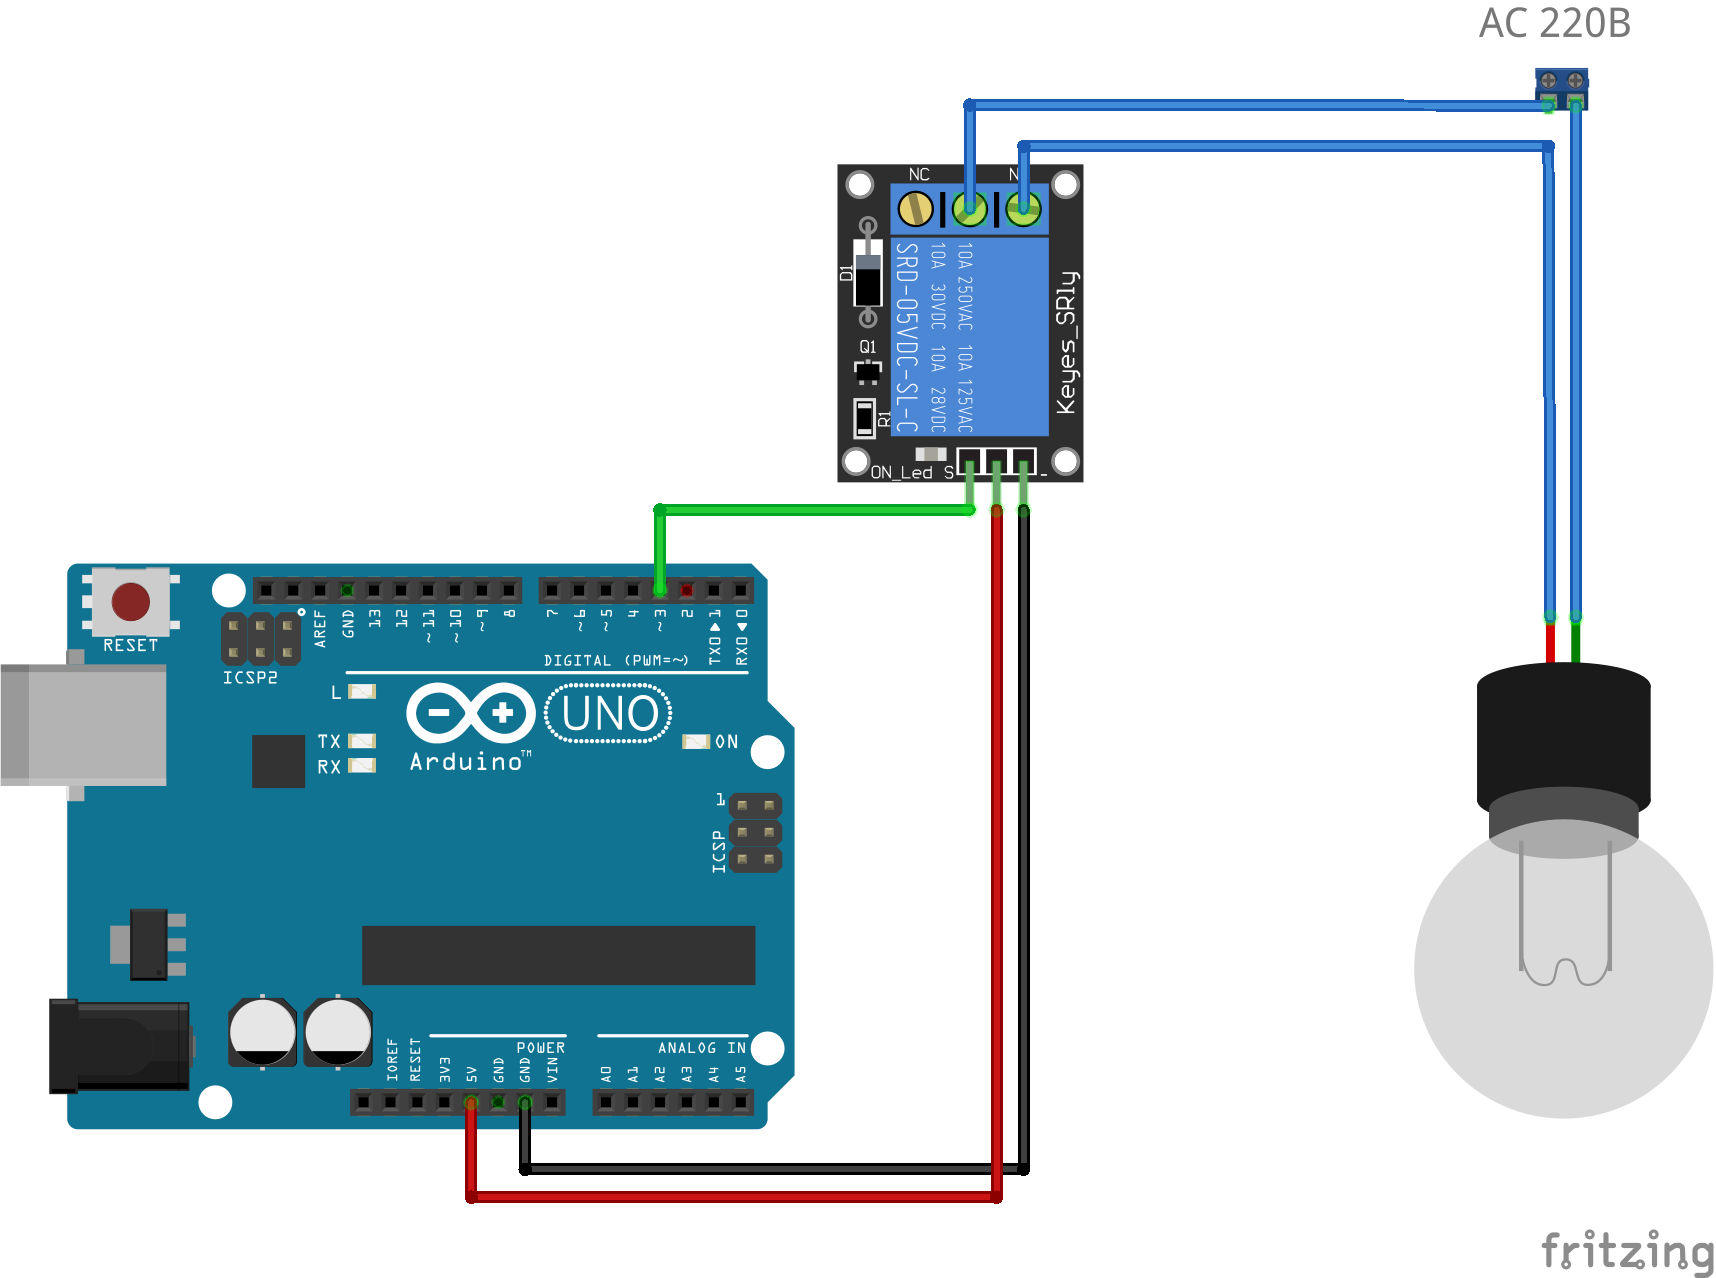 AC 220B
NC
N
D1
SRD-05VDC-SL-C
10A 30VDC 10A 28VDC
10A 250VAC 10A 125VAC
Keyes_SRly
Q1
R1
ON_Led S
-
RESET
ICSP2
AREF
GND
13
12
~11
~10
~9
8
7
~6
~5
4
~3
2
TX0▶1
RX0◀0
DIGITAL (PWM=~)
L
TX
RX
UNO
ON
Arduino™
1
ICSP
IOREF
RESET
3V3
5V
GND
GND
VIN
POWER
A0
A1
A2
A3
A4
A5
ANALOG IN
fritzing